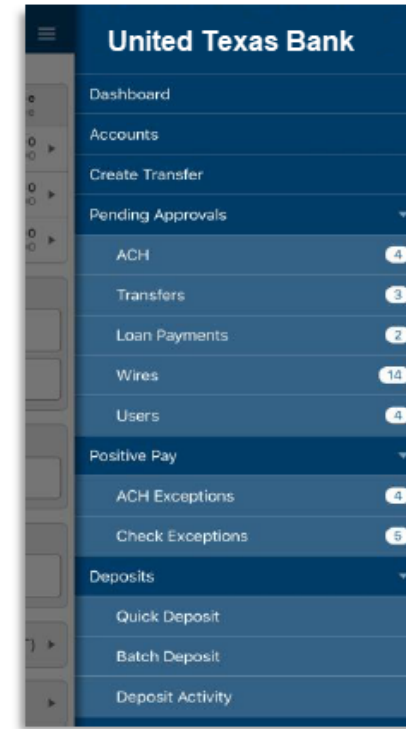 United Texas Bank
Dashboard
Accounts
Create Transfer
Pending Approvals
ACH 4
Transfers 3
Loan Payments 2
Wires 14
Users 4
Positive Pay
ACH Exceptions 4
Check Exceptions 5
Deposits
Quick Deposit
Batch Deposit
Deposit Activity